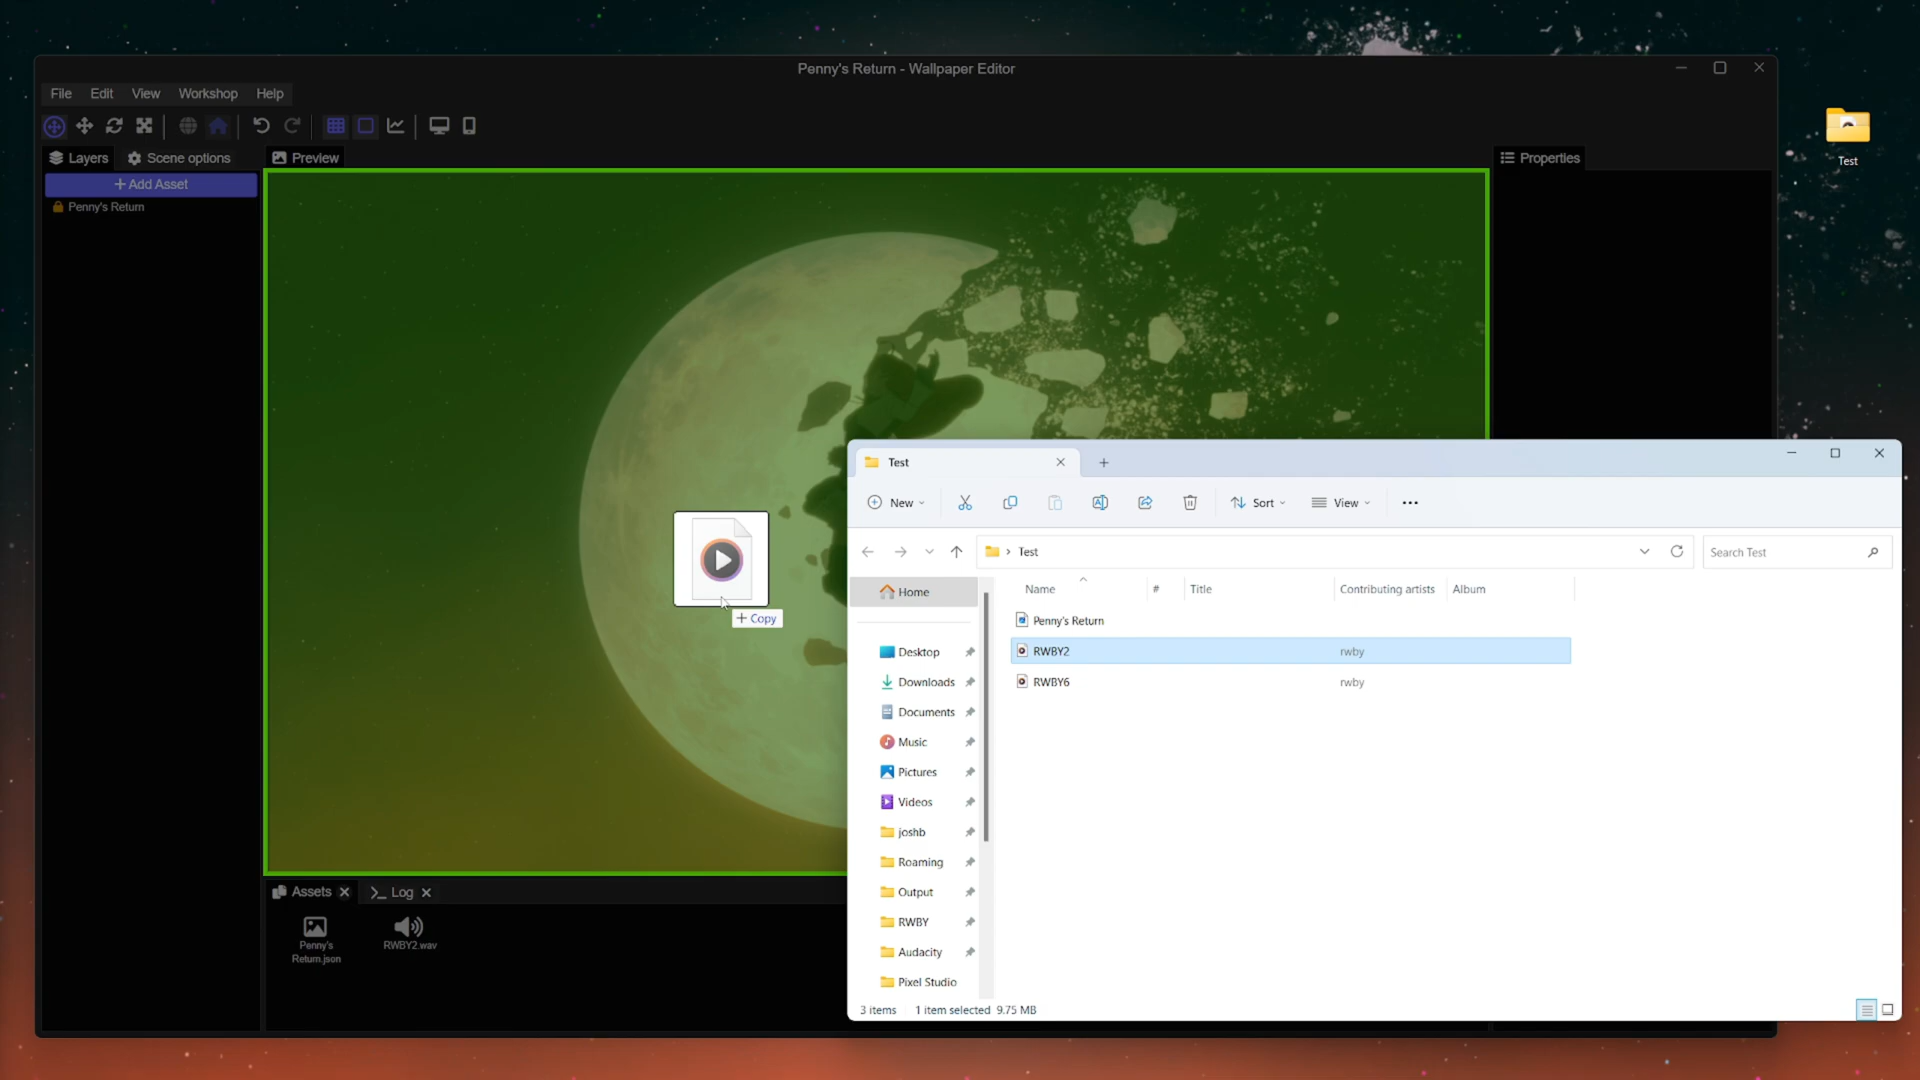 Penny's Return - Wallpaper Editor
File Edit View Workshop Help
Layers Scene options Preview Properties
+ Add Asset
Penny's Return
Test
+ Copy
Assets Log
Penny's
Return.json
RWBY2.wav
Test
New Sort View
Test
Search Test
Name # Title Contributing artists Album
Penny's Return
RWBY2 rwby
RWBY6 rwby
Home
Desktop
Downloads
Documents
Music
Pictures
Videos
joshb
Roaming
Output
RWBY
Audacity
Pixel Studio
3 items 1 item selected 9.75 MB